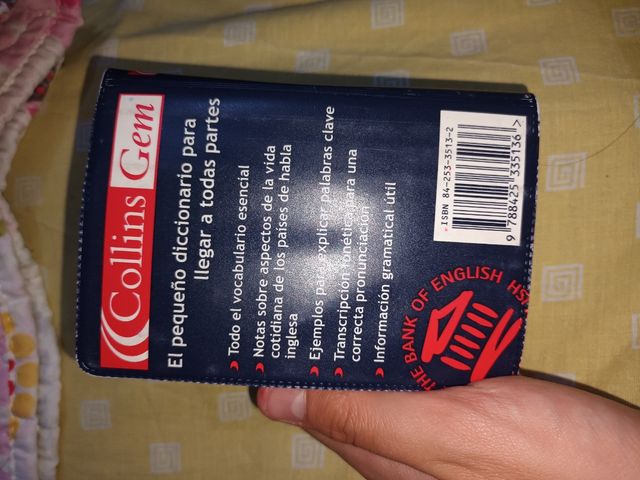 Collins Gem
El pequeño diccionario para
llegar a todas partes
Todo el vocabulario esencial
Notas sobre aspectos de la vida
cotidiana de los países de habla
inglesa
Ejemplos para explicar palabras clave
Transcripción fonética para una
correcta pronunciación
Información gramatical útil
ISBN 84-253-3513-2
9 788425 335136 >
THE BANK OF ENGLISH